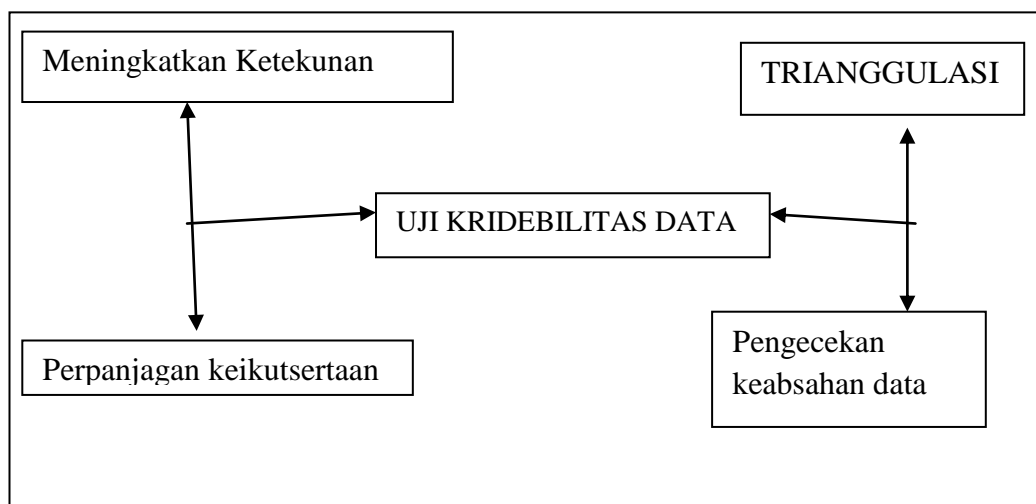 Meningkatkan Ketekunan
TRIANGGULASI
UJI KRIDEBILITAS DATA
Perpanjagan keikutsertaan
Pengecekan
keabsahan data